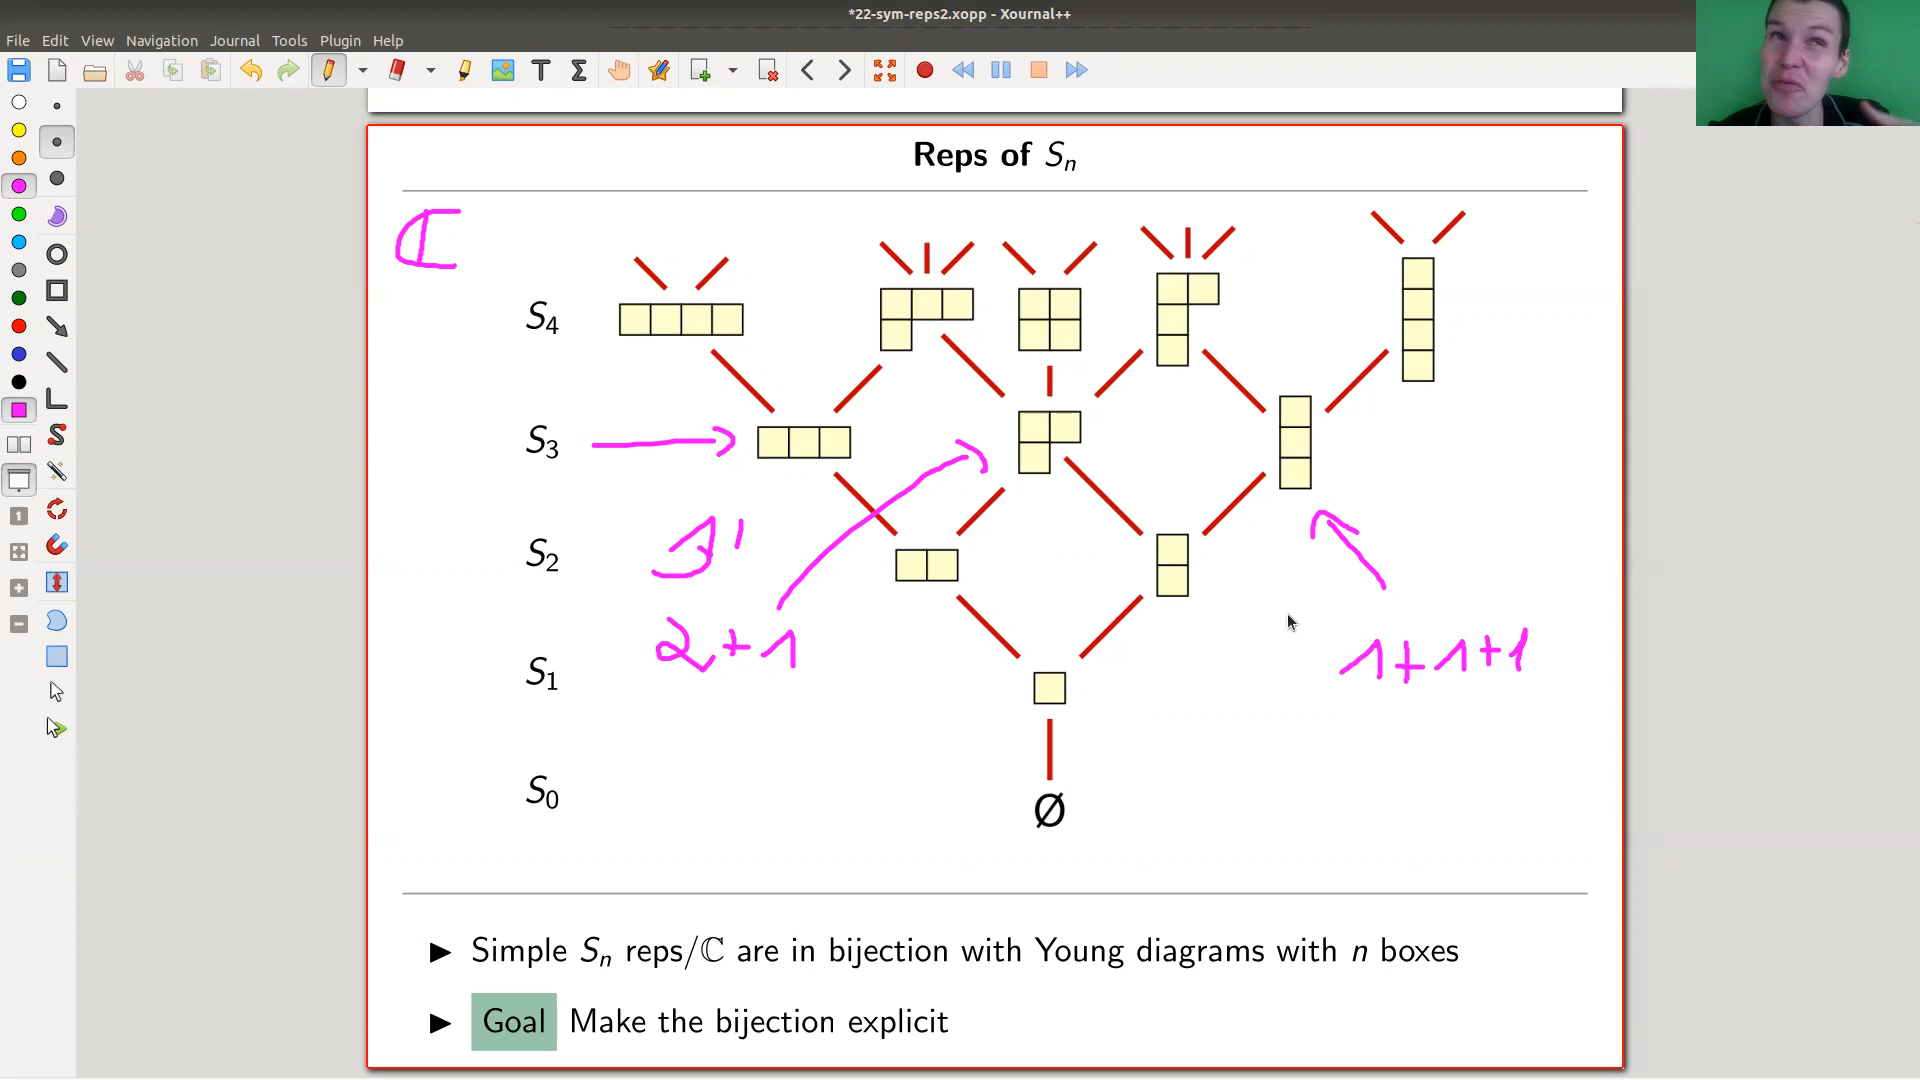 *22-sym-reps2.xopp - Xournal++
File Edit View Navigation Journal Tools Plugin Help
Reps of Sₙ
ℂ
S₄
S₃
3
S₂
2+1
1+1+1
S₁
S₀
Ø
▶ Simple Sₙ reps/ℂ are in bijection with Young diagrams with n boxes
▶ Goal Make the bijection explicit